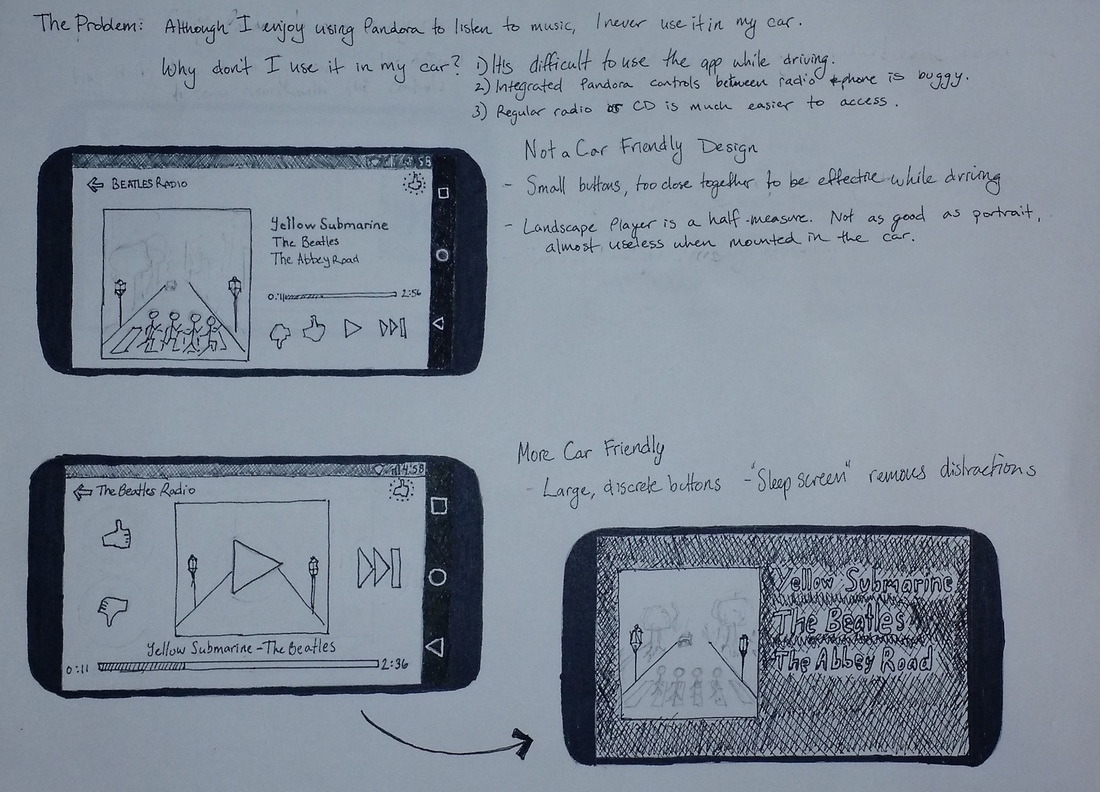 The Problem: Although I enjoy using Pandora to listen to music, I never use it in my car.
Why don't I use it in my car? 1) It's difficult to use the app while driving.
2) Integrated Pandora controls between radio + phone is buggy.
3) Regular radio or CD is much easier to access.
Not a Car Friendly Design
- Small buttons, too close together to be effective while driving
- Landscape Player is a half-measure. Not as good as portrait,
almost useless when mounted in the car.
BEATLES RADIO
Yellow Submarine
The Beatles
The Abbey Road
0:11 2:56
More Car Friendly
- Large, discrete buttons - "Sleep screen" removes distractions
4:58
The Beatles Radio
Yellow Submarine - The Beatles
0:11 2:36
Yellow Submarine
The Beatles
The Abbey Road